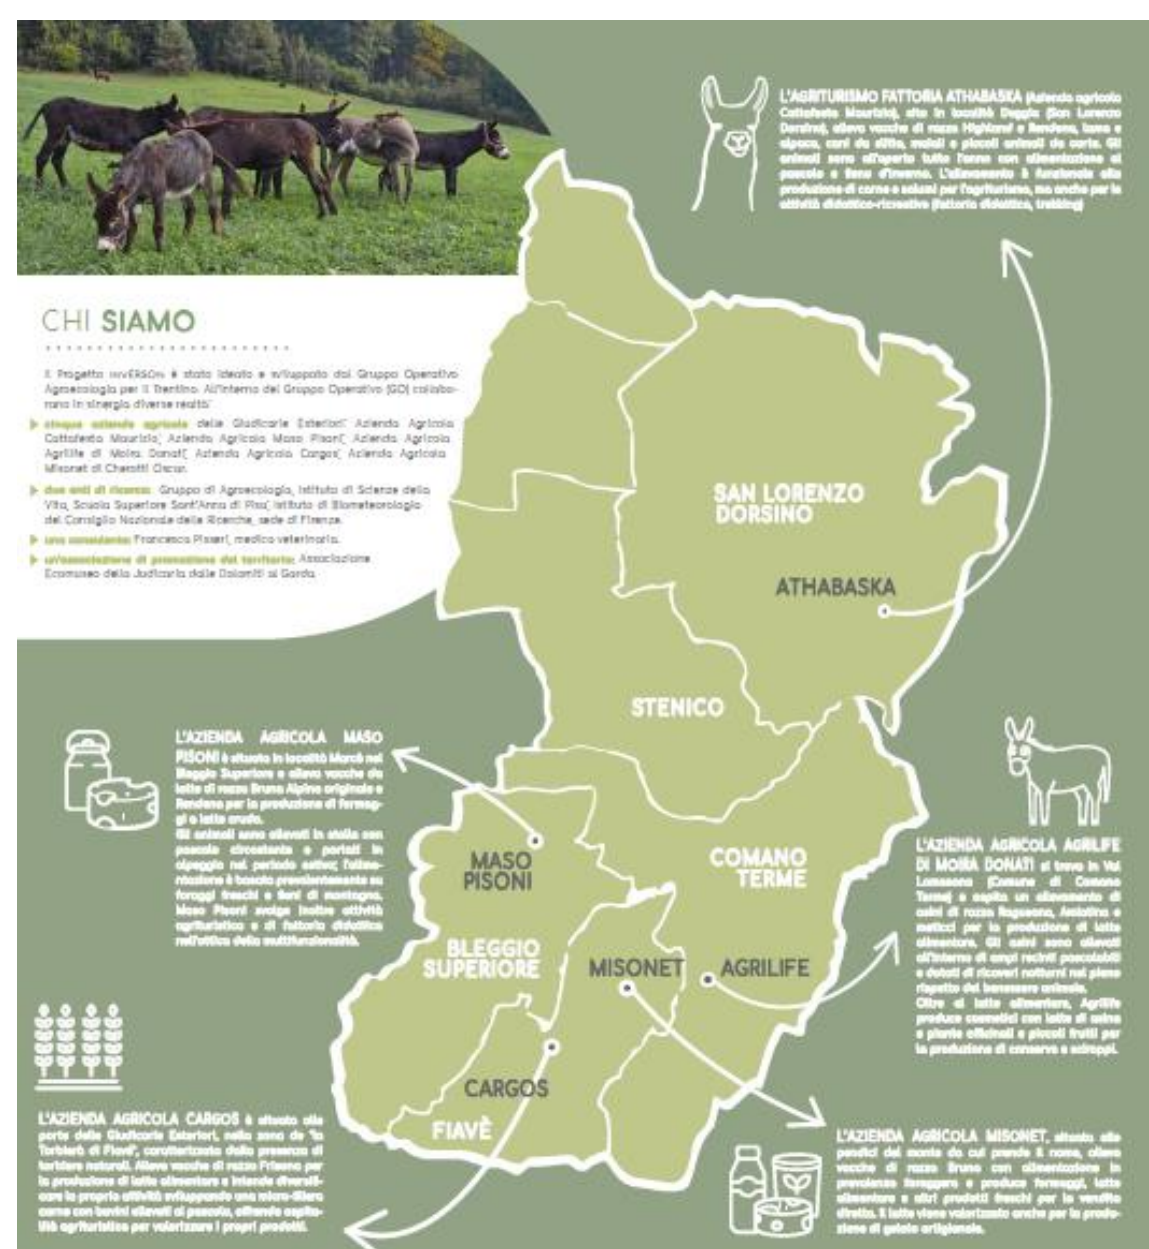 CHI SIAMO
Il Progetto INVERSION è stato ideato e sviluppato dal Gruppo Operativo
Agroecologia per il Trentino. All'interno del Gruppo Operativo (GO) collabo-
rano in sinergia diverse realtà:
cinque aziende agricole delle Giudicarie Esteriori: Azienda Agricola
Cattafesta Maurizio, Azienda Agricola Maso Pisoni, Azienda Agricola
Agrilife di Moira Donati, Azienda Agricola Cargos, Azienda Agricola
Misonet di Cherotti Oscar.
due enti di ricerca: Gruppo di Agroecologia, Istituto di Scienze della
Vita, Scuola Superiore Sant'Anna di Pisa, Istituto di Biometeorologia
del Consiglio Nazionale delle Ricerche, sede di Firenze.
una consulente: Francesca Pisseri, medico veterinario.
un'associazione di promozione del territorio: Associazione
Ecomuseo della Judicaria dalle Dolomiti al Garda.
L'AGRITURISMO FATTORIA ATHABASKA (Azienda agricola
Cattafesta Maurizio), sito in località Deggia (San Lorenzo
Dorsino), alleva vacche di razza Highland e Rendena, lama e
alpaca, cani da slitta, maiali e piccoli animali da corte. Gli
animali sono all'aperto tutto l'anno con alimentazione al
pascolo e fieno d'inverno. L'allevamento è funzionale alla
produzione di carne e salumi per l'agriturismo, ma anche per le
attività didattico-ricreative (fattoria didattica, trekking)
SAN LORENZO
DORSINO
ATHABASKA
STENICO
L'AZIENDA AGRICOLA MASO
PISONI è situata in località Marcè nel
Bleggio Superiore e alleva vacche da
latte di razza Bruna Alpina originale e
Rendena per la produzione di formag-
gi a latte crudo.
Gli animali sono allevati in stalla con
pascolo circostante e portati in
alpeggio nel periodo estivo; l'alime-
ntazione è basata prevalentemente su
foraggi freschi e fieni di montagna.
Maso Pisoni svolge inoltre attività
agrituristica e di fattoria didattica
nell'ottica della multifunzionalità.
MASO
PISONI
COMANO
TERME
BLEGGIO
SUPERIORE
MISONET
AGRILIFE
CARGOS
FIAVÈ
L'AZIENDA AGRICOLA AGRILIFE
DI MOIRA DONATI si trova in Val
Lomasona (Comune di Comano
Terme) e ospita un allevamento di
asini di razza Ragusana, Amiatina e
meticci per la produzione di latte
alimentare. Gli asini sono allevati
all'interno di ampi recinti pascolabili
e dotati di ricoveri notturni nel pieno
rispetto del benessere animale.
Oltre al latte alimentare, Agrilife
produce cosmetici con latte di asina
e piante officinali e piccoli frutti per
la produzione di conserve e sciroppi.
L'AZIENDA AGRICOLA CARGOS è situata alle
porte delle Giudicarie Esteriori, nella zona de "la
Torbiera di Fiavé", caratterizzata dalla presenza di
torbiere naturali. Alleva vacche di razza Frisona per
la produzione di latte alimentare e intende diversifi-
care la propria attività sviluppando una micro-filiera
carne con bovini allevati al pascolo, offrendo ospita-
lità agrituristica per valorizzare i propri prodotti.
L'AZIENDA AGRICOLA MISONET, situata alle
pendici del monte da cui prende il nome, alleva
vacche di razza Bruna con alimentazione in
prevalenza foraggera e produce formaggi, latte
alimentare e altri prodotti freschi per la vendita
diretta. Il latte viene valorizzato anche per la produ-
zione di gelato artigianale.